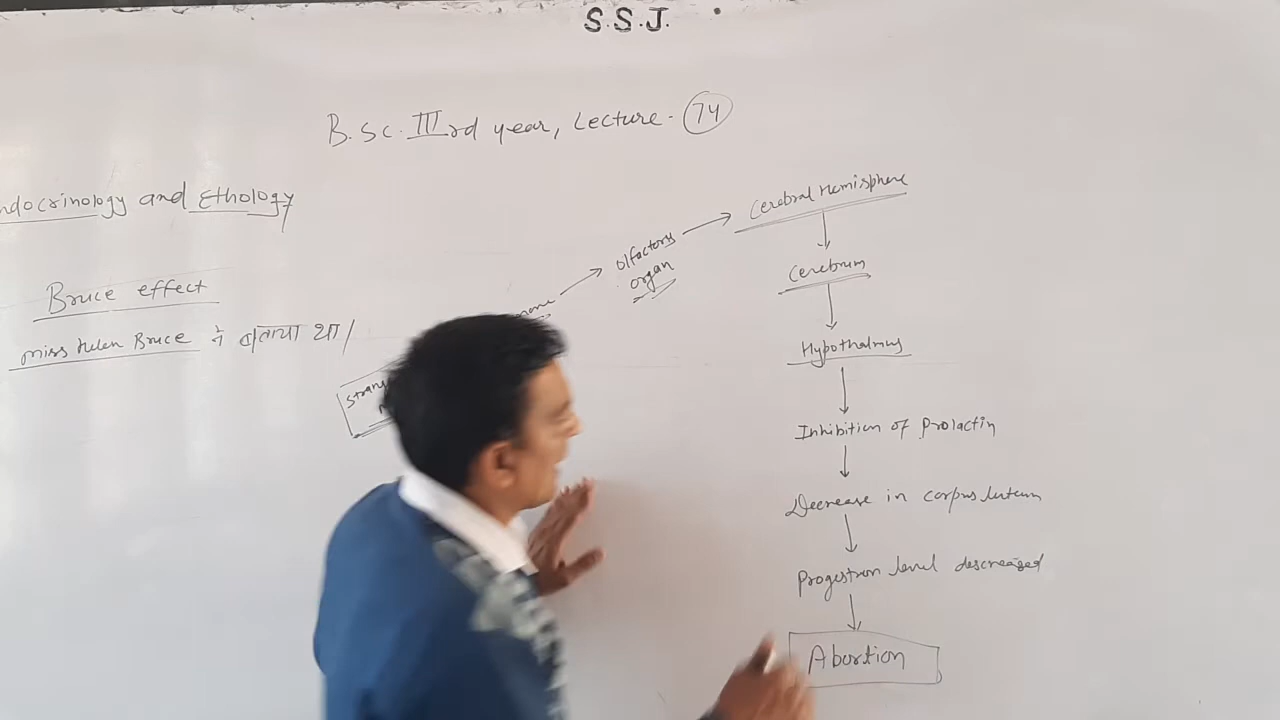 S.S.J.
B.Sc. IIIrd year, Lecture - 74
ndocrinology and Ethology
Bruce effect
miss Helen Bruce ने बताया था।
Olfactory
organ
Cerebral Hemisphere
Cerebrum
Hypothalmus
Inhibition of Prolactin
Decrease in corpus luteum
Progestron level descreased
Abortion